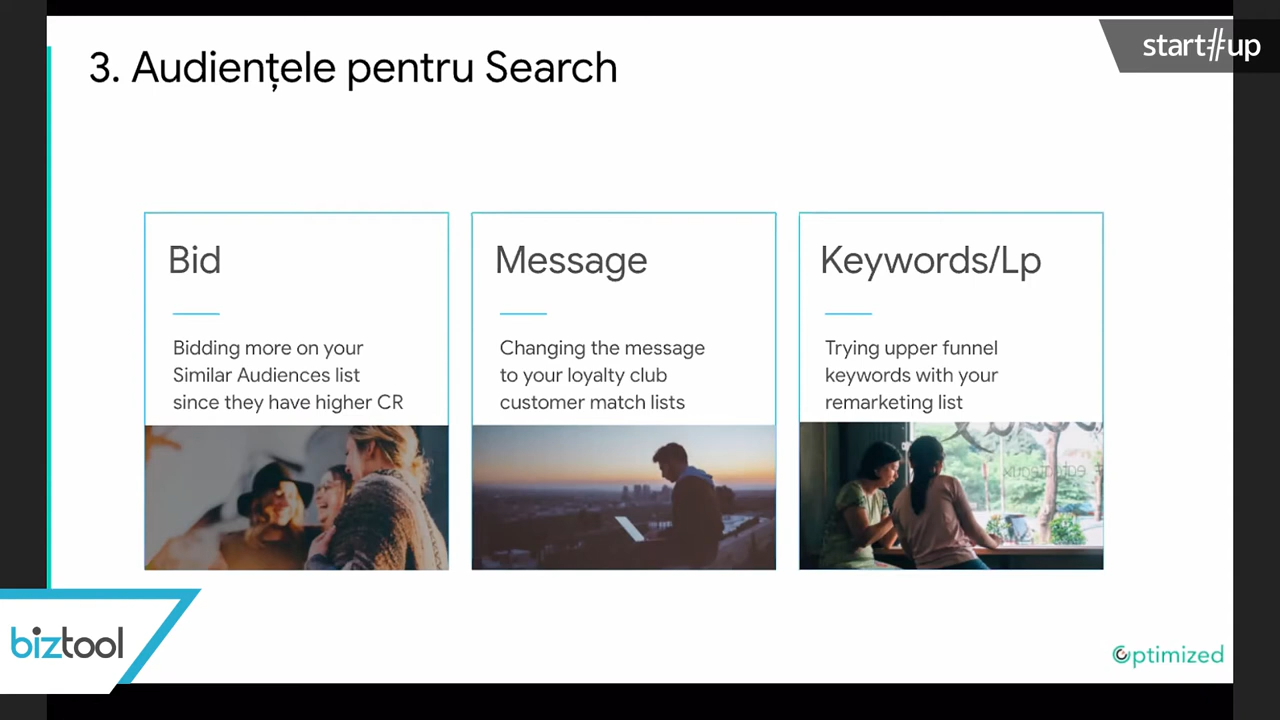 start#up
3. Audiențele pentru Search
Bid
Bidding more on your
Similar Audiences list
since they have higher CR
Message
Changing the message
to your loyalty club
customer match lists
Keywords/Lp
Trying upper funnel
keywords with your
remarketing list
biztool
Optimized